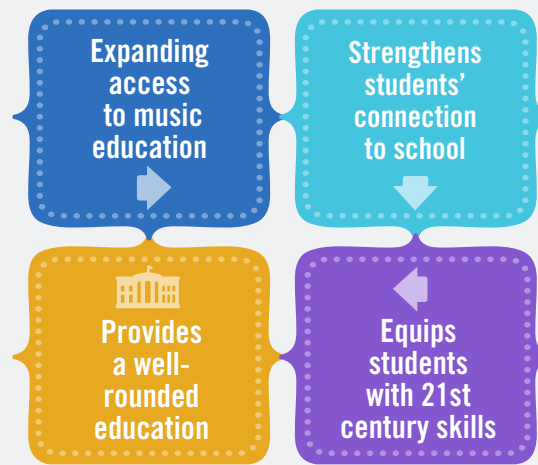 Expanding
access
to music
education
Strengthens
students’
connection
to school
Equips
students
with 21st
century skills
Provides
a well-
rounded
education